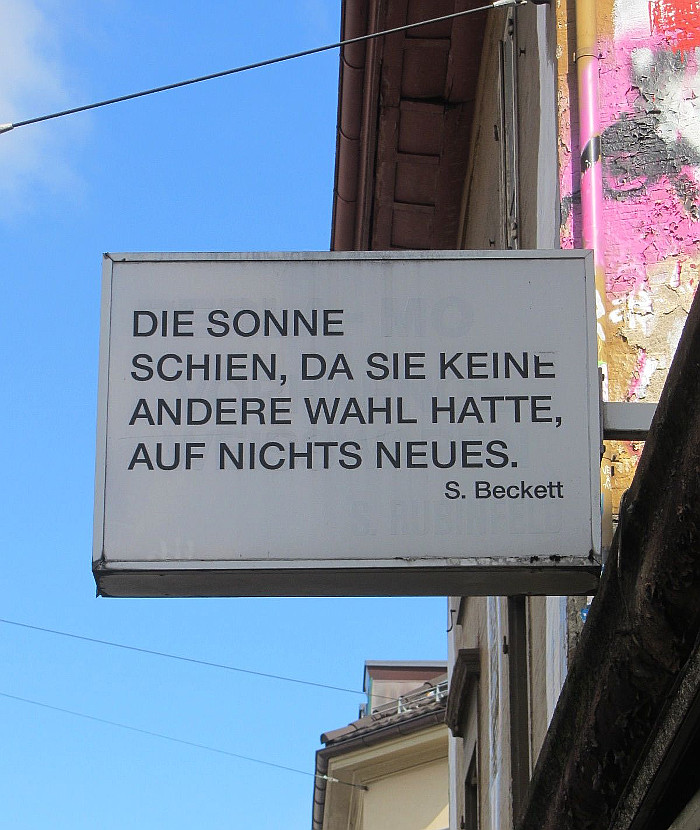 DIE SONNE
SCHIEN, DA SIE KEINE
ANDERE WAHL HATTE,
AUF NICHTS NEUES.
S. Beckett